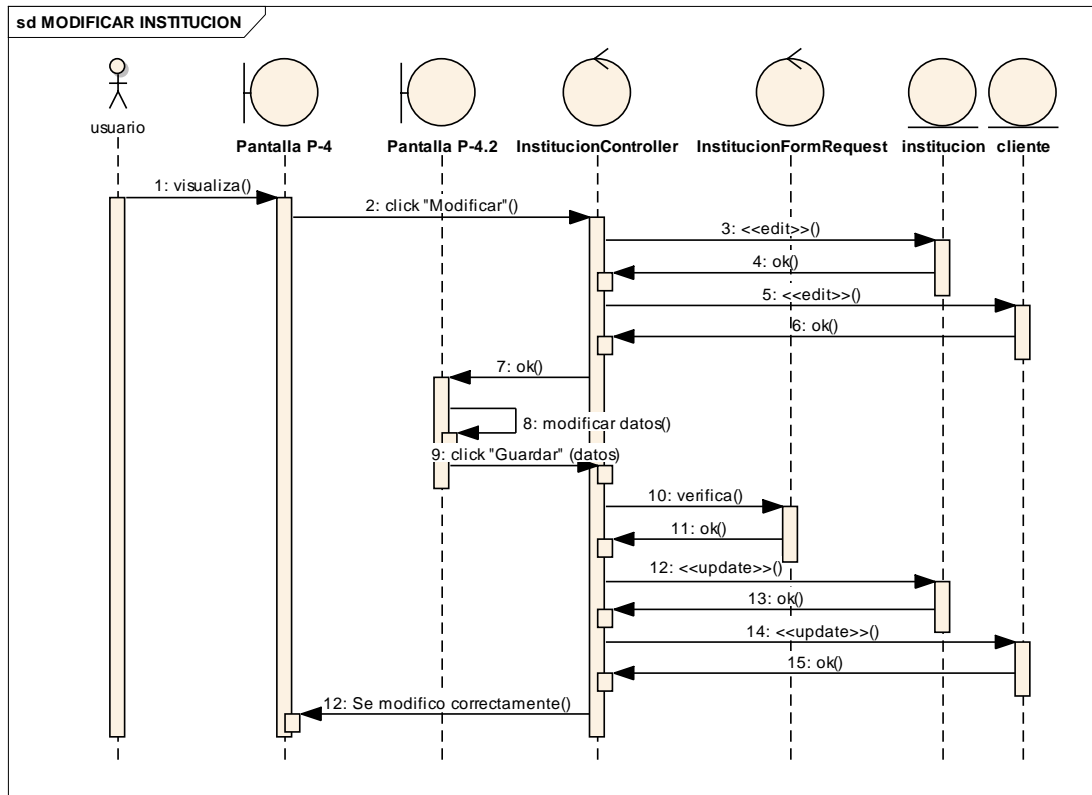 sd MODIFICAR INSTITUCION
usuario
Pantalla P-4
Pantalla P-4.2
InstitucionController
InstitucionFormRequest
institucion
cliente
1: visualiza()
2: click "Modificar"()
3: <<edit>>()
4: ok()
5: <<edit>>()
6: ok()
7: ok()
8: modificar datos()
9: click "Guardar" (datos)
10: verifica()
11: ok()
12: <<update>>()
13: ok()
14: <<update>>()
15: ok()
12: Se modifico correctamente()